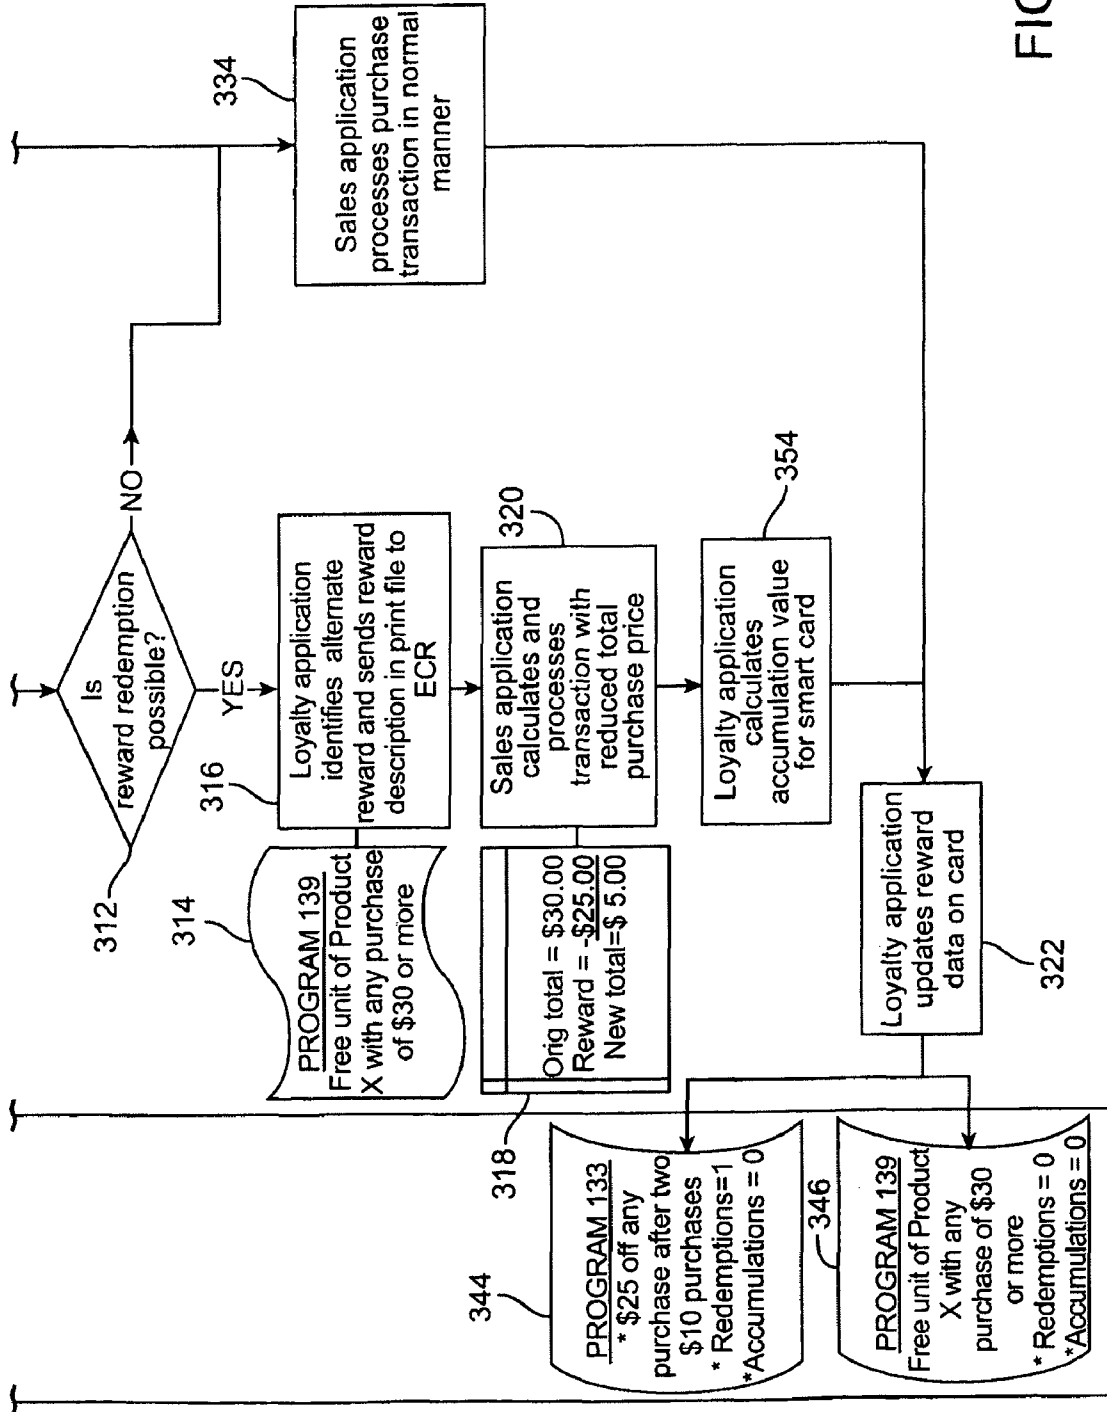 Is
reward redemption
possible?
312
NO
YES
334
Sales application
processes purchase
transaction in normal
manner
314
PROGRAM 139
Free unit of Product
X with any purchase
of $30 or more
316
Loyalty application
identifies alternate
reward and sends reward
description in print file to
ECR
318
Orig total = $30.00
Reward = -$25.00
New total=$ 5.00
320
Sales application
calculates and
processes
transaction with
reduced total
purchase price
354
Loyalty application
calculates
accumulation value
for smart card
322
Loyalty application
updates reward
data on card
344
PROGRAM 133
* $25 off any
purchase after two
$10 purchases
* Redemptions=1
*Accumulations = 0
346
PROGRAM 139
Free unit of Product
X with any
purchase of $30
or more
* Redemptions = 0
*Accumulations = 0